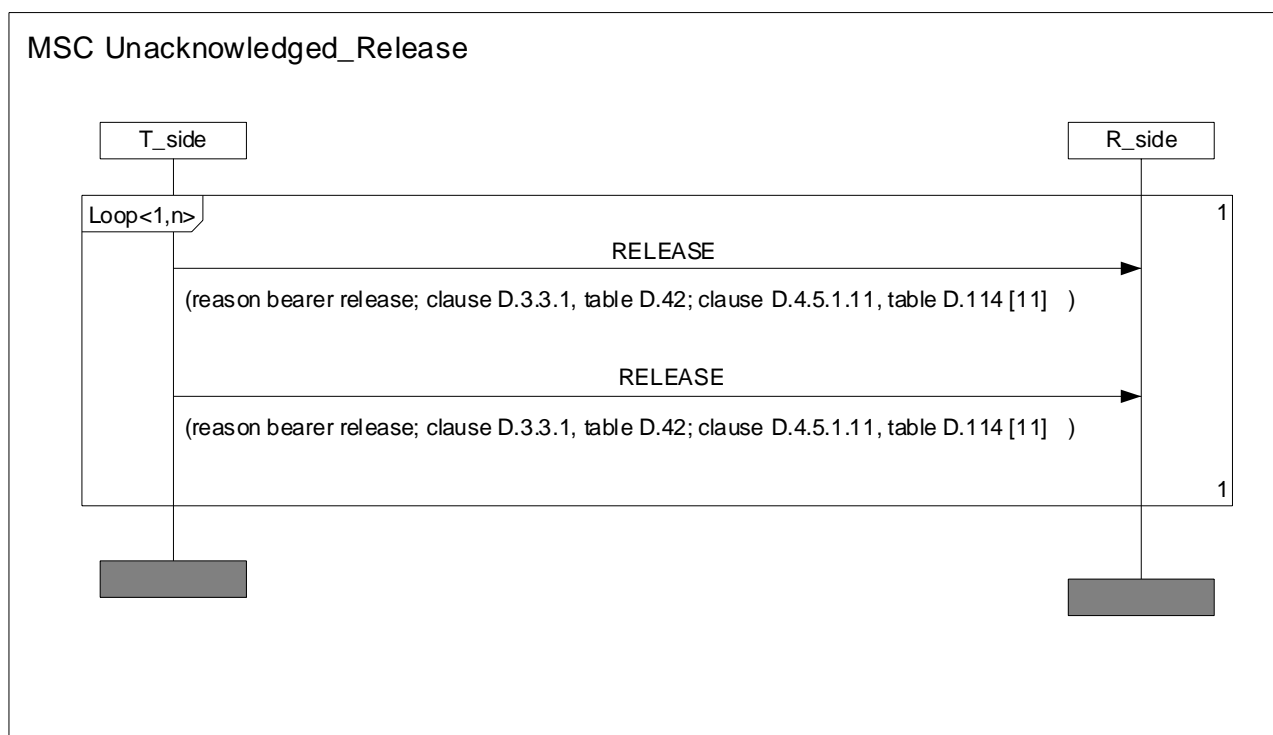 MSC Unacknowledged_Release
T_side R_side
Loop<1,n> 1
RELEASE
(reason bearer release; clause D.3.3.1, table D.42; clause D.4.5.1.11, table D.114 [11] )
RELEASE
(reason bearer release; clause D.3.3.1, table D.42; clause D.4.5.1.11, table D.114 [11] )
1